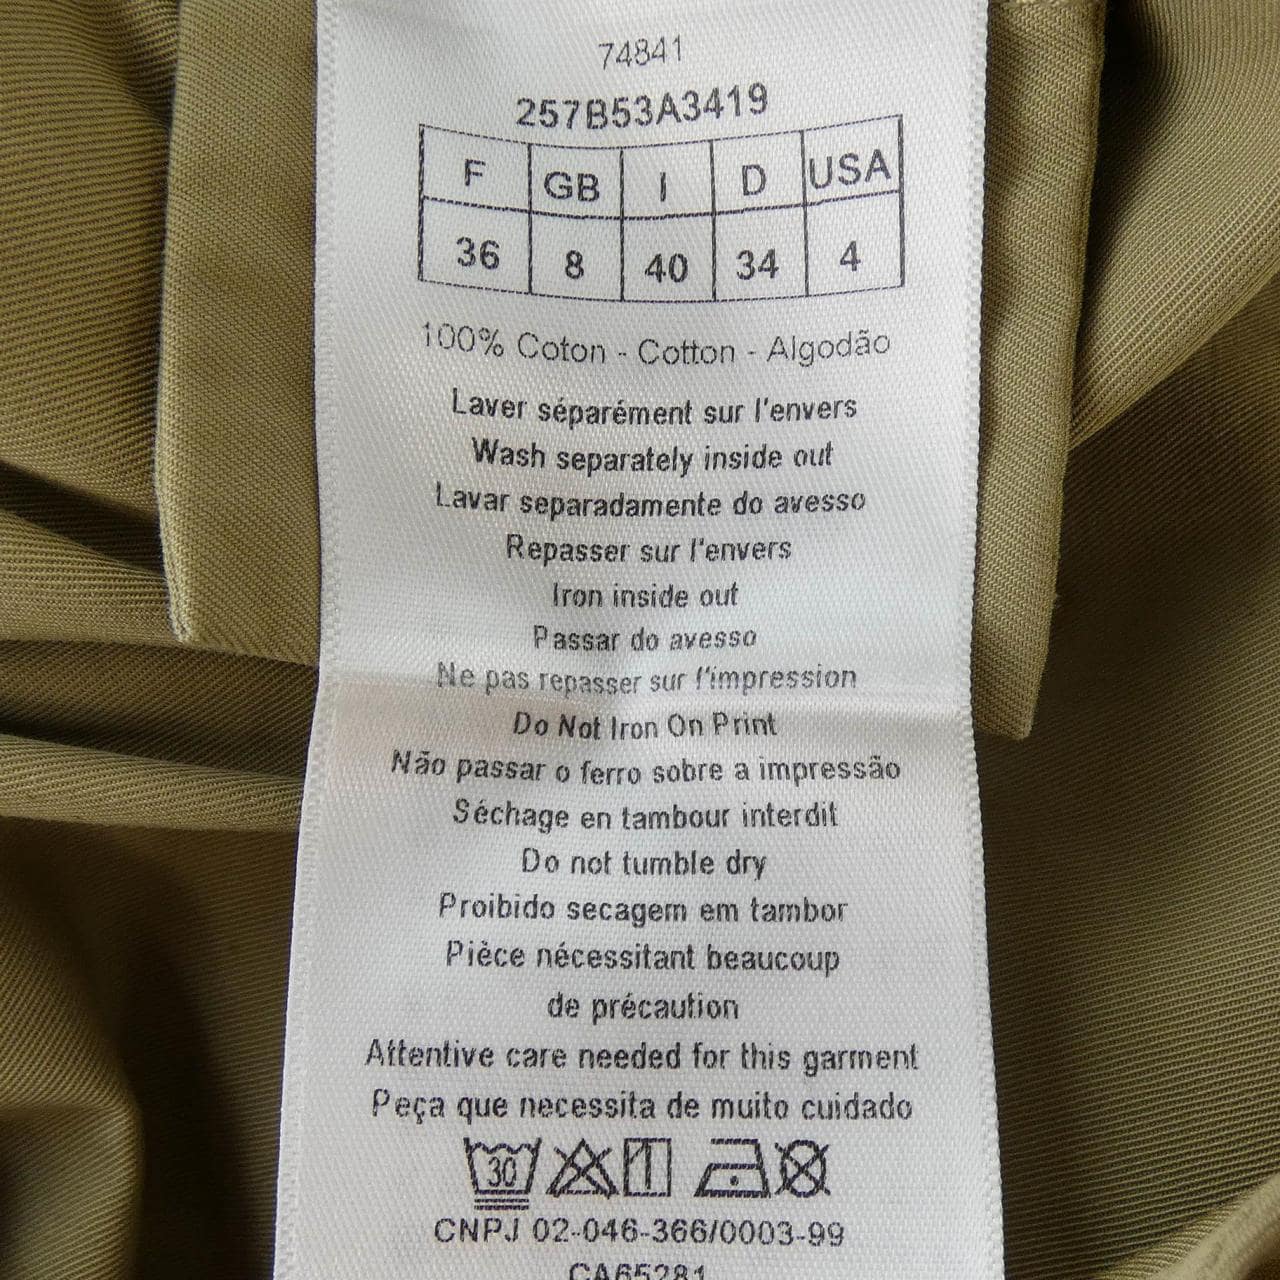 74841
257B53A3419
F GB I D USA
36 8 40 34 4
100% Coton - Cotton - Algodão
Laver séparément sur l'envers
Wash separately inside out
Lavar separadamente do avesso
Repasser sur l'envers
Iron inside out
Passar do avesso
Ne pas repasser sur l'impression
Do Not Iron On Print
Não passar o ferro sobre a impressão
Séchage en tambour interdit
Do not tumble dry
Proibido secagem em tambor
Pièce nécessitant beaucoup
de précaution
Attentive care needed for this garment
Peça que necessita de muito cuidado
30
CNPJ 02-046-366/0003-99
CA65281